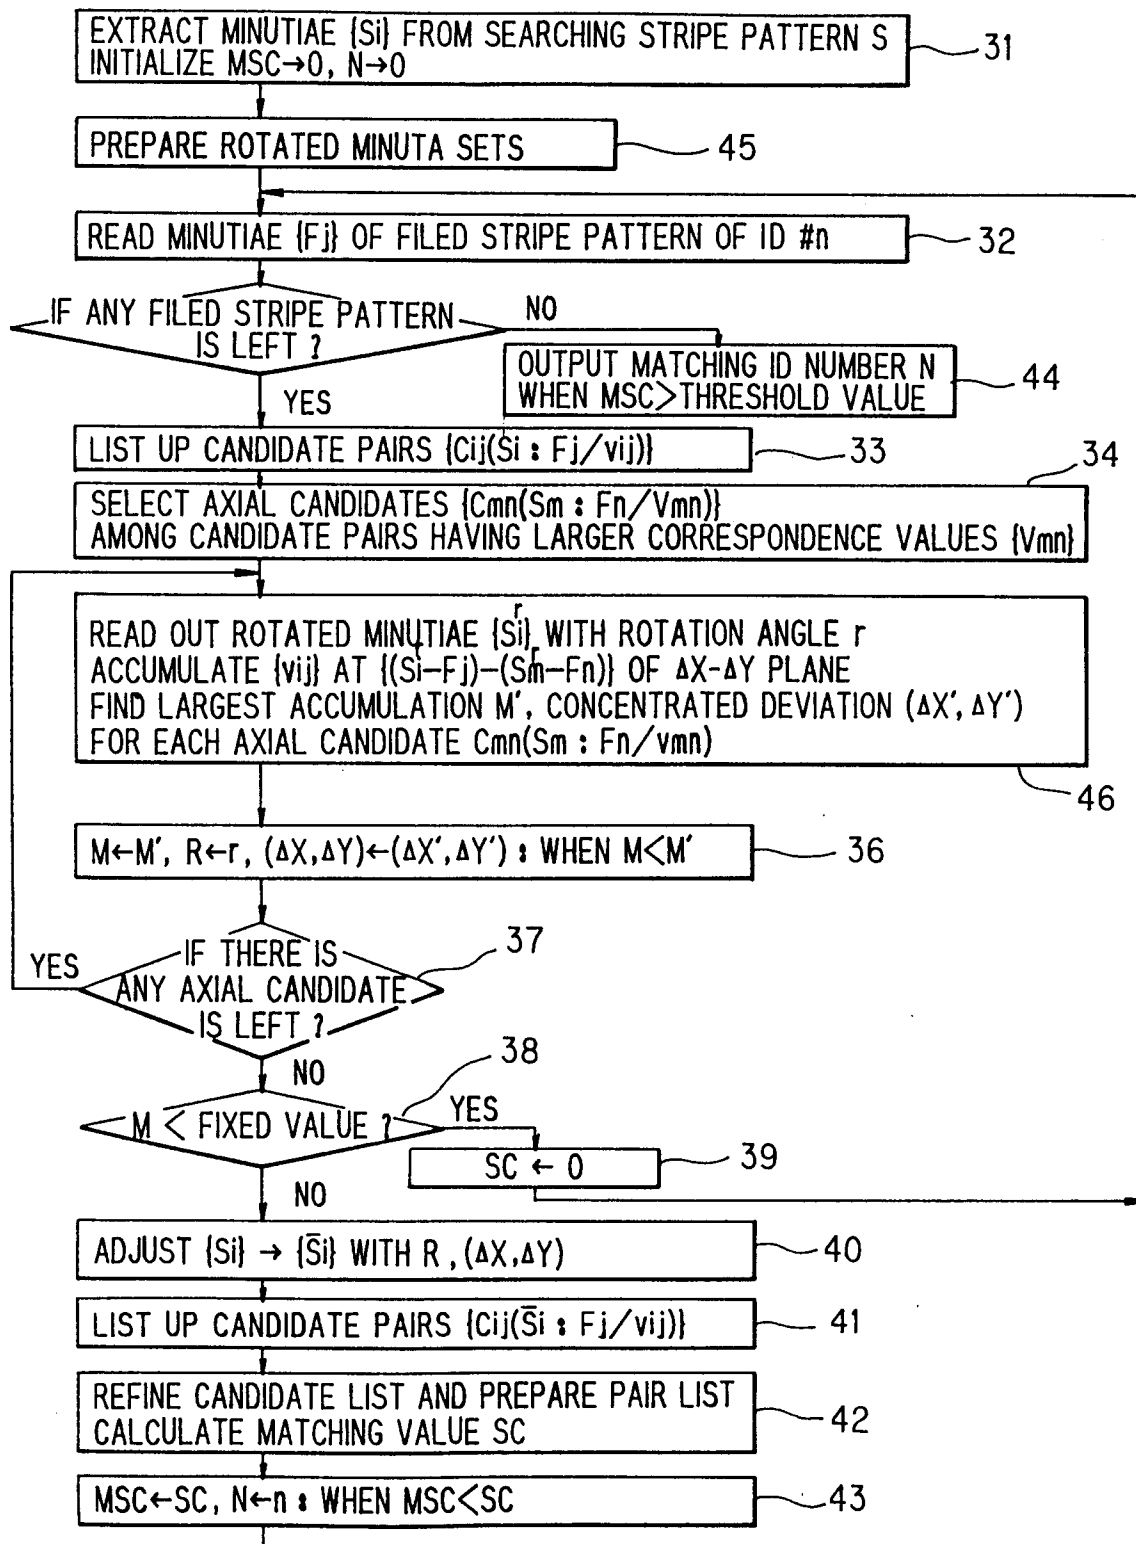 EXTRACT MINUTIAE {Si} FROM SEARCHING STRIPE PATTERN S
INITIALIZE MSC→0, N→0
31
PREPARE ROTATED MINUTA SETS
45
READ MINUTIAE {Fj} OF FILED STRIPE PATTERN OF ID #n
32
IF ANY FILED STRIPE PATTERN
IS LEFT ?
NO
YES
OUTPUT MATCHING ID NUMBER N
WHEN MSC>THRESHOLD VALUE
44
LIST UP CANDIDATE PAIRS {Cij(Si : Fj/vij)}
33
34
SELECT AXIAL CANDIDATES {Cmn(Sm : Fn/Vmn)}
AMONG CANDIDATE PAIRS HAVING LARGER CORRESPONDENCE VALUES {Vmn}
READ OUT ROTATED MINUTIAE {Siʳ} WITH ROTATION ANGLE r
ACCUMULATE {vij} AT {(Siʳ-Fj)-(Smʳ-Fn)} OF ΔX-ΔY PLANE
FIND LARGEST ACCUMULATION M', CONCENTRATED DEVIATION (ΔX', ΔY')
FOR EACH AXIAL CANDIDATE Cmn(Sm : Fn/vmn)
46
M←M', R←r, (ΔX,ΔY)←(ΔX',ΔY') : WHEN M<M'
36
IF THERE IS
ANY AXIAL CANDIDATE
IS LEFT ?
37
YES
NO
38
M < FIXED VALUE ?
YES
SC ← 0
39
NO
ADJUST {Si} → {S̄i} WITH R ,(ΔX,ΔY)
40
LIST UP CANDIDATE PAIRS {Cij(S̄i : Fj/vij)}
41
REFINE CANDIDATE LIST AND PREPARE PAIR LIST
CALCULATE MATCHING VALUE SC
42
MSC←SC, N←n : WHEN MSC<SC
43